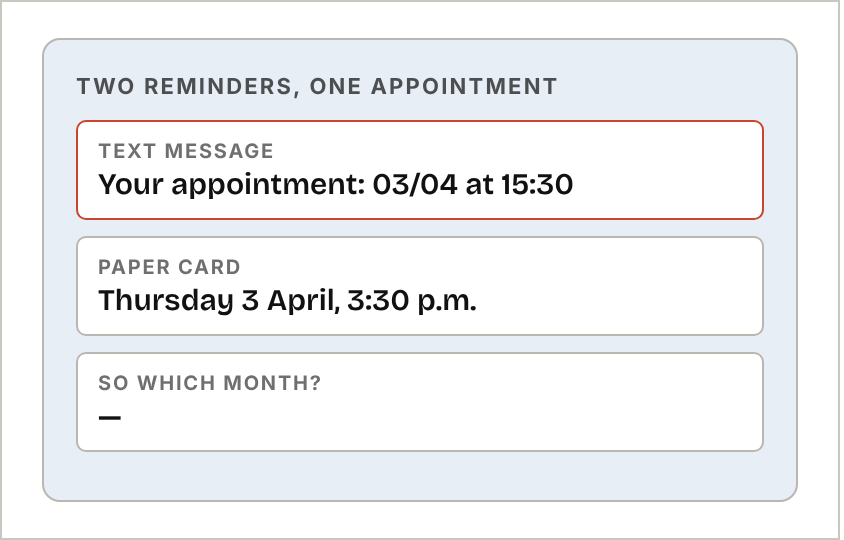 TWO REMINDERS, ONE APPOINTMENT
TEXT MESSAGE
Your appointment: 03/04 at 15:30
PAPER CARD
Thursday 3 April, 3:30 p.m.
SO WHICH MONTH?
—